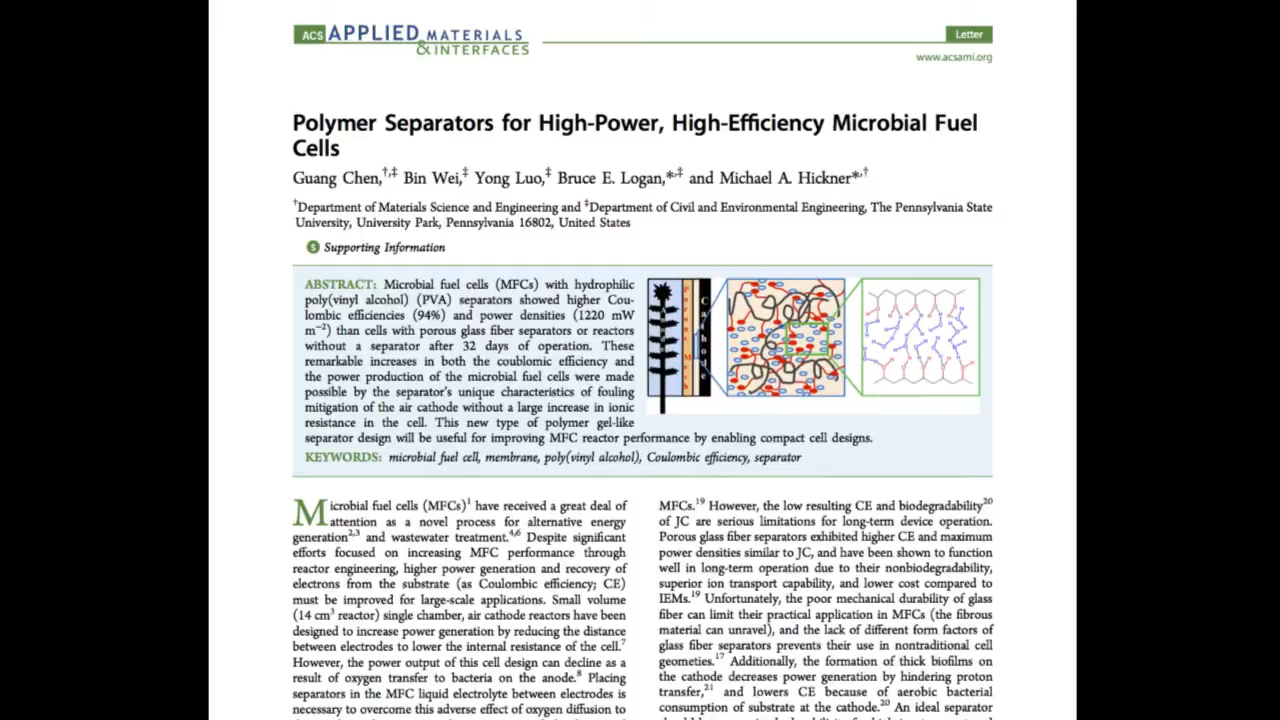 ACS APPLIED MATERIALS
&INTERFACES
Letter
www.acsami.org
Polymer Separators for High-Power, High-Efficiency Microbial Fuel
Cells
Guang Chen,†,‡ Bin Wei,‡ Yong Luo,‡ Bruce E. Logan,*,‡ and Michael A. Hickner*,†
†Department of Materials Science and Engineering and ‡Department of Civil and Environmental Engineering, The Pennsylvania State
University, University Park, Pennsylvania 16802, United States
S Supporting Information
ABSTRACT: Microbial fuel cells (MFCs) with hydrophilic
poly(vinyl alcohol) (PVA) separators showed higher Cou-
lombic efficiencies (94%) and power densities (1220 mW
m−2) than cells with porous glass fiber separators or reactors
without a separator after 32 days of operation. These
remarkable increases in both the coublomic efficiency and
the power production of the microbial fuel cells were made
possible by the separator's unique characteristics of fouling
mitigation of the air cathode without a large increase in ionic
resistance in the cell. This new type of polymer gel-like
separator design will be useful for improving MFC reactor performance by enabling compact cell designs.
Cathode
KEYWORDS: microbial fuel cell, membrane, poly(vinyl alcohol), Coulombic efficiency, separator
Microbial fuel cells (MFCs)1 have received a great deal of
attention as a novel process for alternative energy
generation2,3 and wastewater treatment.4,6 Despite significant
efforts focused on increasing MFC performance through
reactor engineering, higher power generation and recovery of
electrons from the substrate (as Coulombic efficiency; CE)
must be improved for large-scale applications. Small volume
(14 cm3 reactor) single chamber, air cathode reactors have been
designed to increase power generation by reducing the distance
between electrodes to lower the internal resistance of the cell.7
However, the power output of this cell design can decline as a
result of oxygen transfer to bacteria on the anode.8 Placing
separators in the MFC liquid electrolyte between electrodes is
necessary to overcome this adverse effect of oxygen diffusion to
MFCs.19 However, the low resulting CE and biodegradability20
of JC are serious limitations for long-term device operation.
Porous glass fiber separators exhibited higher CE and maximum
power densities similar to JC, and have been shown to function
well in long-term operation due to their nonbiodegradability,
superior ion transport capability, and lower cost compared to
IEMs.19 Unfortunately, the poor mechanical durability of glass
fiber can limit their practical application in MFCs (the fibrous
material can unravel), and the lack of different form factors of
glass fiber separators prevents their use in nontraditional cell
geometies.17 Additionally, the formation of thick biofilms on
the cathode decreases power generation by hindering proton
transfer,21 and lowers CE because of aerobic bacterial
consumption of substrate at the cathode.20 An ideal separator